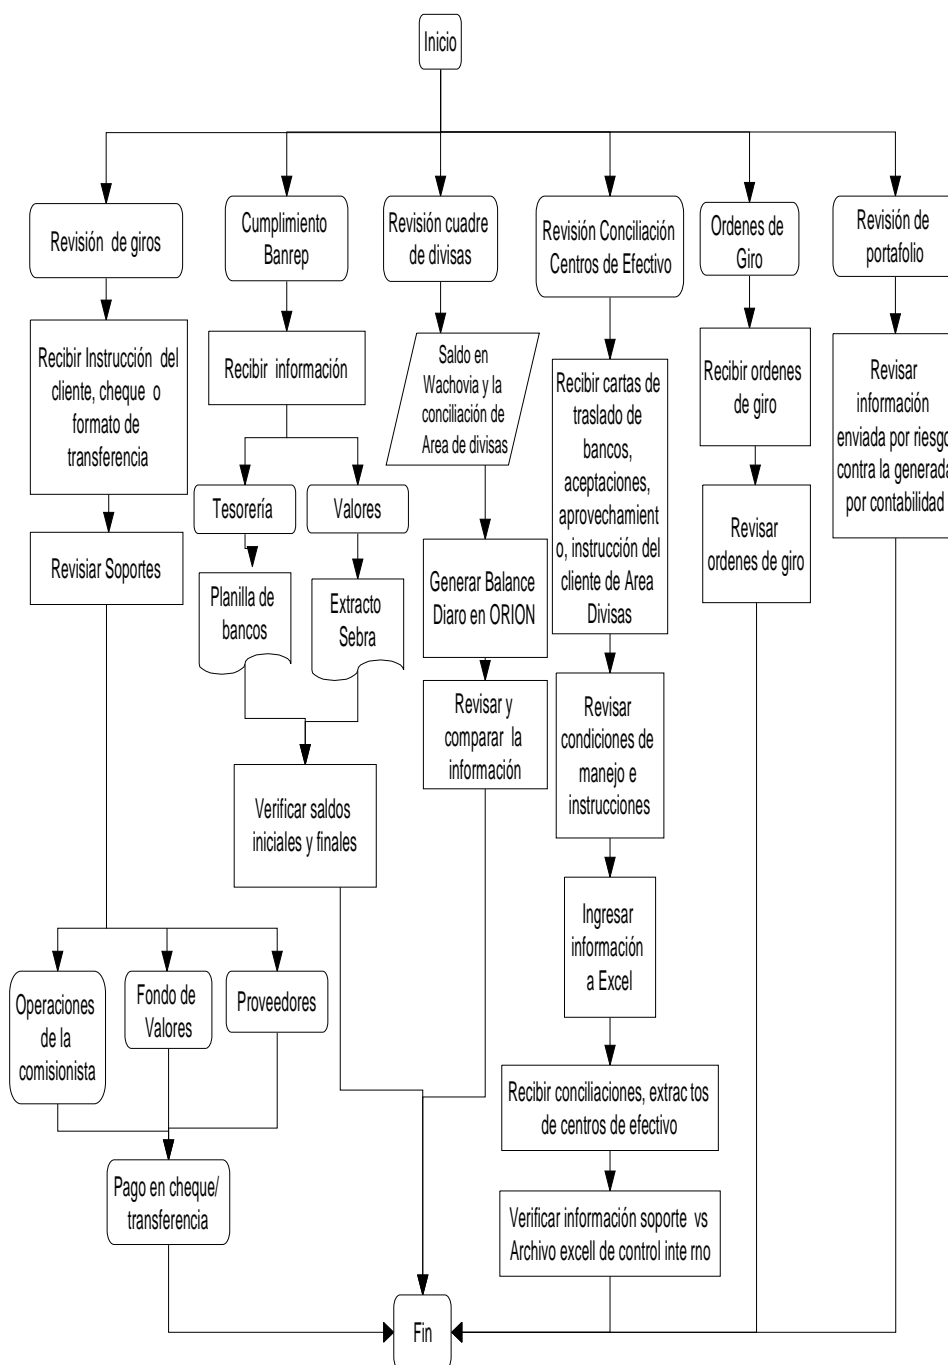 Inicio
Revisión de giros
Cumplimiento
Banrep
Revisión cuadre
de divisas
Revisión Conciliación
Centros de Efectivo
Ordenes de
Giro
Revisión de
portafolio
Recibir Instrucción del
cliente, cheque o
formato de
transferencia
Recibir información
Saldo en
Wachovia y la
conciliación de
Area de divisas
Recibir cartas de
traslado de
bancos,
aceptaciones,
aprovechamient
o, instrucción del
cliente de Area
Divisas
Recibir ordenes
de giro
Revisar
información
enviada por riesgo
contra la generada
por contabilidad
Tesorería
Valores
Revisar
ordenes de giro
Revisiar Soportes
Planilla de
bancos
Extracto
Sebra
Generar Balance
Diaro en ORION
Revisar y
comparar la
información
Revisar
condiciones de
manejo e
instrucciones
Verificar saldos
iniciales y finales
Ingresar
información
a Excel
Operaciones
de la
comisionista
Fondo de
Valores
Proveedores
Recibir conciliaciones, extrac tos
de centros de efectivo
Pago en cheque/
transferencia
Verificar información soporte vs
Archivo excell de control inte rno
Fin